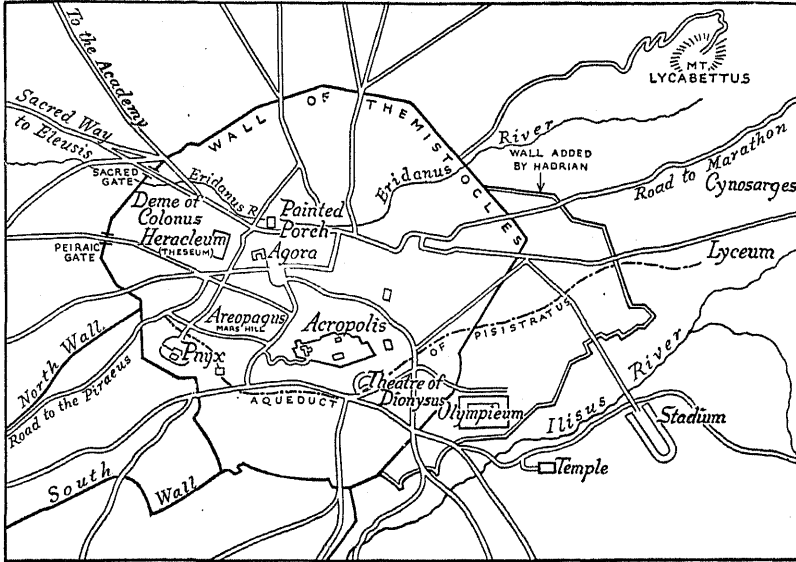 To the Academy
MT.
LYCABETTUS
Sacred Way
to Eleusis
WALL OF THEMISTOCLES
River
Eridanus
WALL ADDED
BY HADRIAN
Road to Marathon
Cynosarges
SACRED
GATE
Eridanus R.
Deme of
Colonus
Painted
Porch
Heracleum
(THESEUM)
PEIRAIC
GATE
Agora
Lyceum
Areopagus
MARS' HILL
Acropolis
AQUEDUCT OF PISISTRATUS
North Wall
Pnyx
Road to the Piraeus
Theatre of
Dionysus
Olympieum
Ilisus River
Stadium
South Wall
Temple